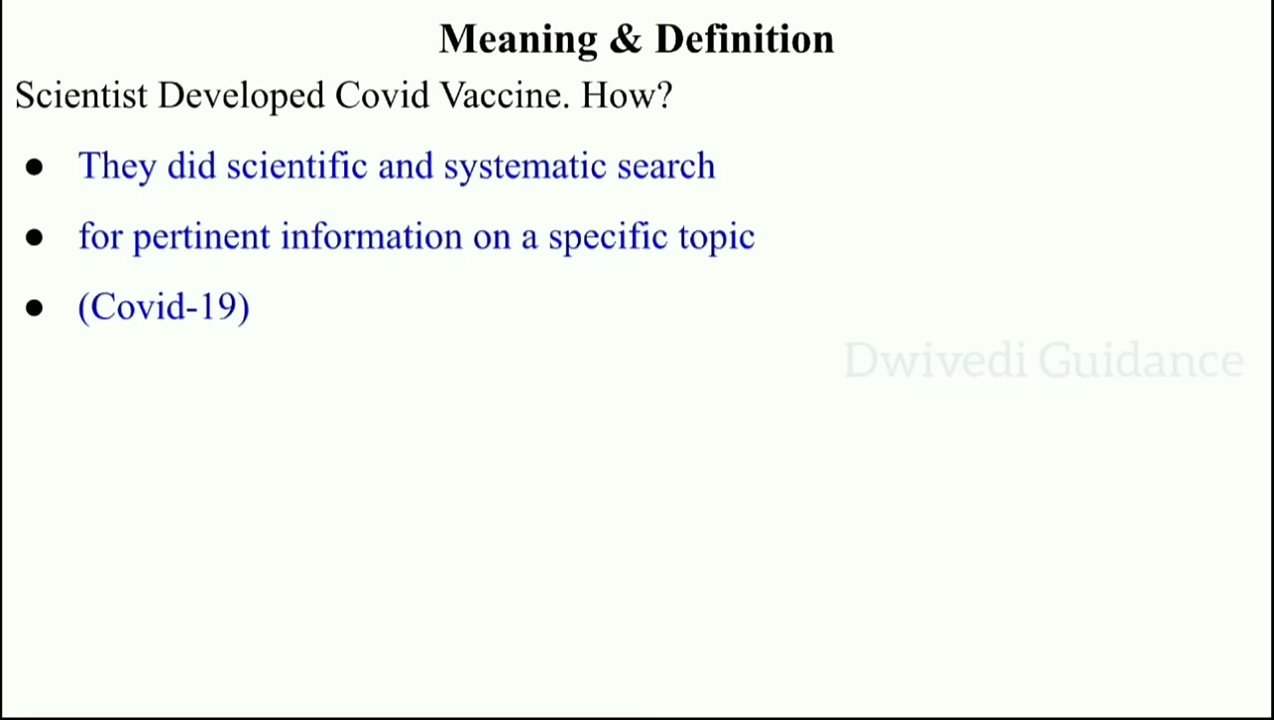 Meaning & Definition
Scientist Developed Covid Vaccine. How?
● They did scientific and systematic search
● for pertinent information on a specific topic
● (Covid-19)
Dwivedi Guidance